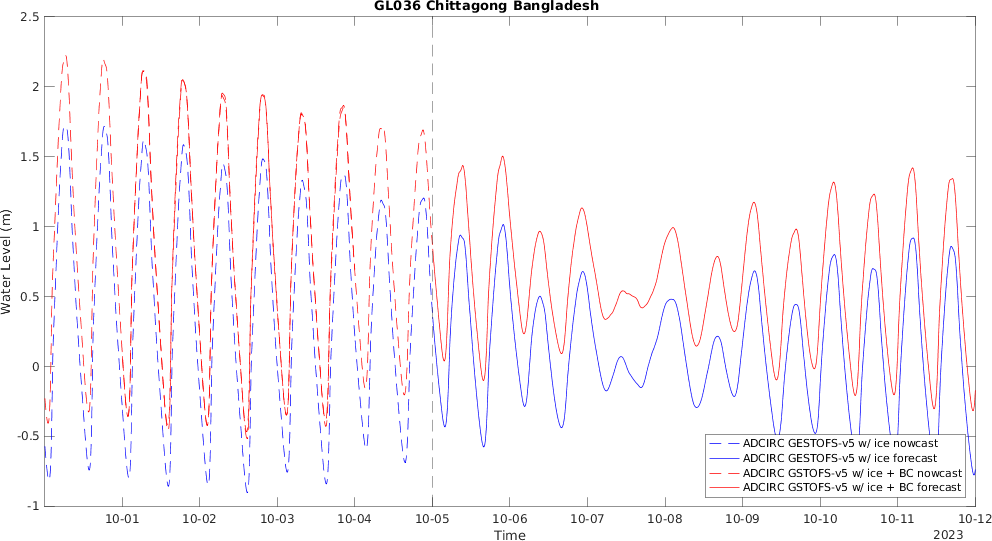 GL036 Chittagong Bangladesh
2.5
2
1.5
1
0.5
0
-0.5
-1
Water Level (m)
10-01 10-02 10-03 10-04 10-05 10-06 10-07 10-08 10-09 10-10 10-11 10-12
Time
2023
ADCIRC GESTOFS-v5 w/ ice nowcast
ADCIRC GESTOFS-v5 w/ ice forecast
ADCIRC GSTOFS-v5 w/ ice + BC nowcast
ADCIRC GSTOFS-v5 w/ ice + BC forecast